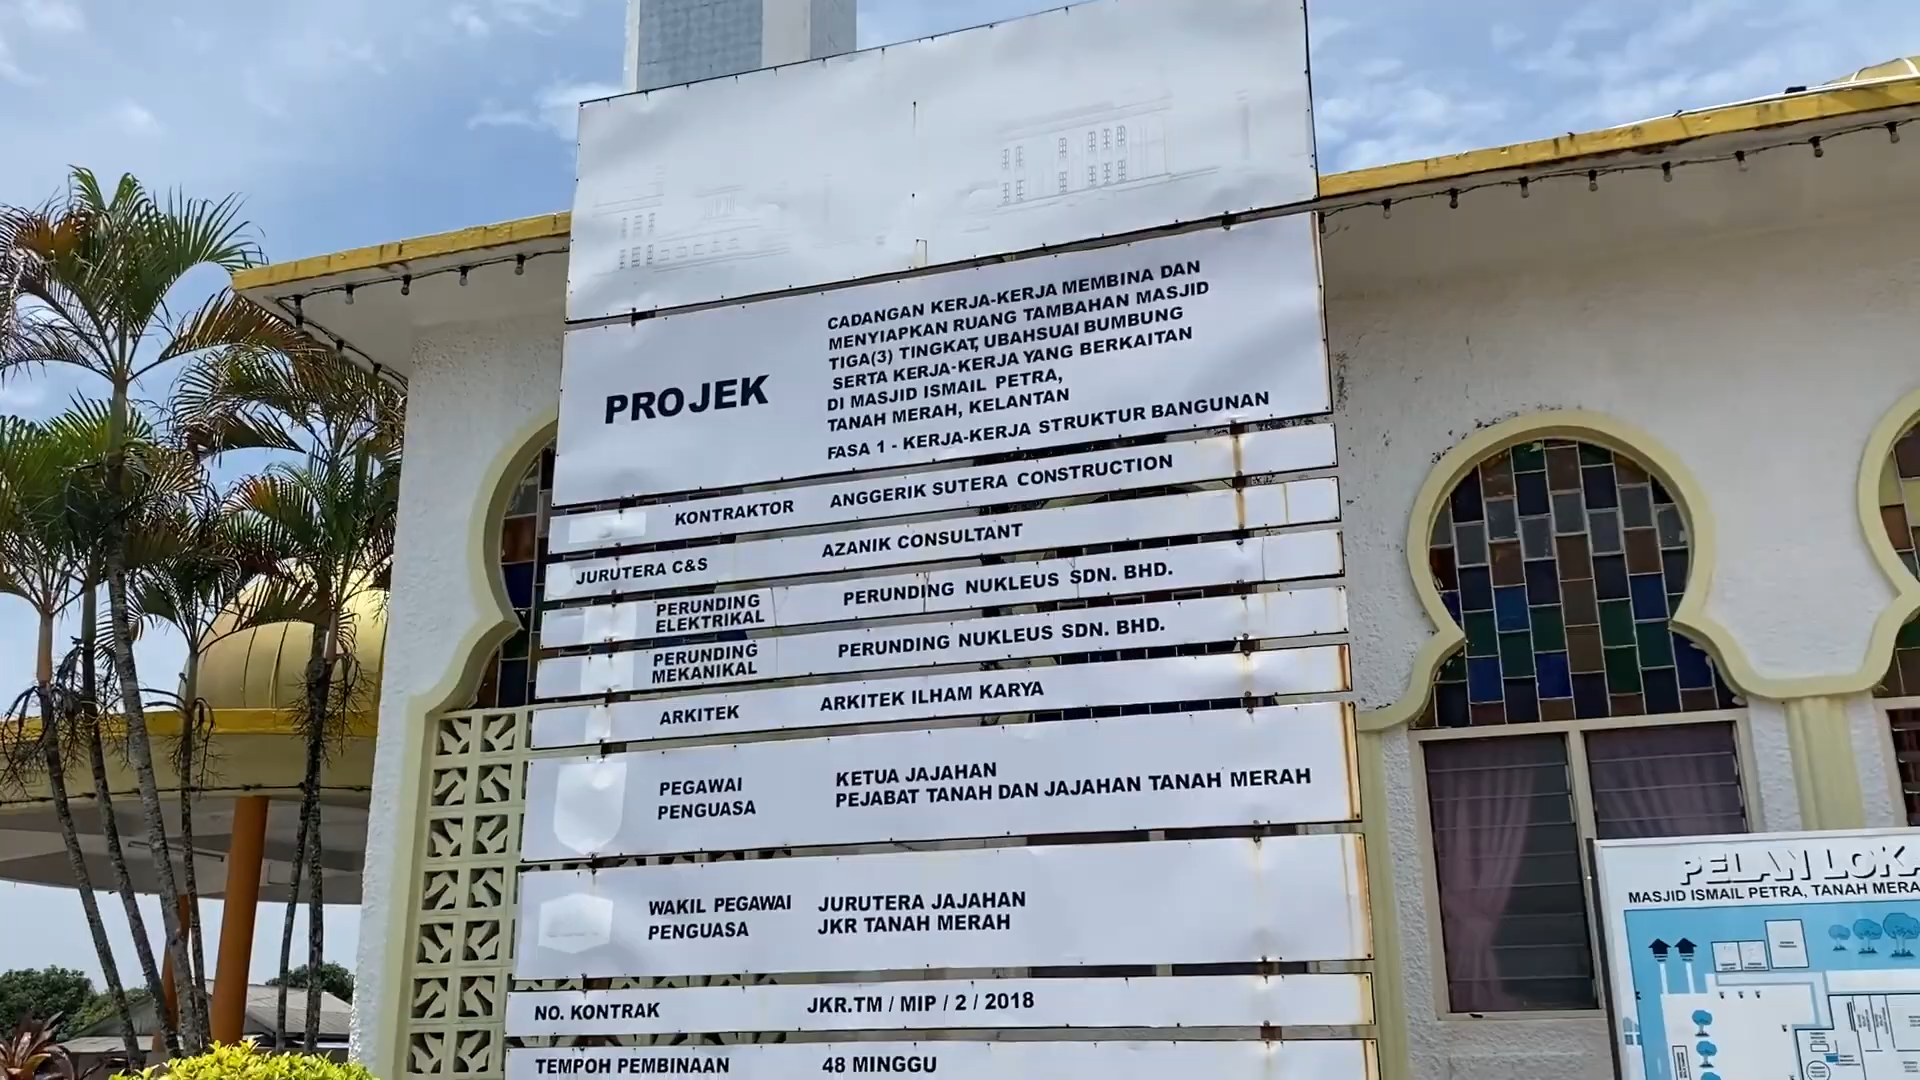 PROJEK
CADANGAN KERJA-KERJA MEMBINA DAN
MENYIAPKAN RUANG TAMBAHAN MASJID
TIGA(3) TINGKAT, UBAHSUAI BUMBUNG
SERTA KERJA-KERJA YANG BERKAITAN
DI MASJID ISMAIL PETRA,
TANAH MERAH, KELANTAN
FASA 1 - KERJA-KERJA STRUKTUR BANGUNAN
KONTRAKTOR ANGGERIK SUTERA CONSTRUCTION
JURUTERA C&S AZANIK CONSULTANT
PERUNDING
ELEKTRIKAL
PERUNDING NUKLEUS SDN. BHD.
PERUNDING
MEKANIKAL
PERUNDING NUKLEUS SDN. BHD.
ARKITEK ARKITEK ILHAM KARYA
PEGAWAI
PENGUASA
KETUA JAJAHAN
PEJABAT TANAH DAN JAJAHAN TANAH MERAH
WAKIL PEGAWAI
PENGUASA
JURUTERA JAJAHAN
JKR TANAH MERAH
NO. KONTRAK JKR.TM / MIP / 2 / 2018
TEMPOH PEMBINAAN 48 MINGGU
PELAN LOKA
MASJID ISMAIL PETRA, TANAH MERA